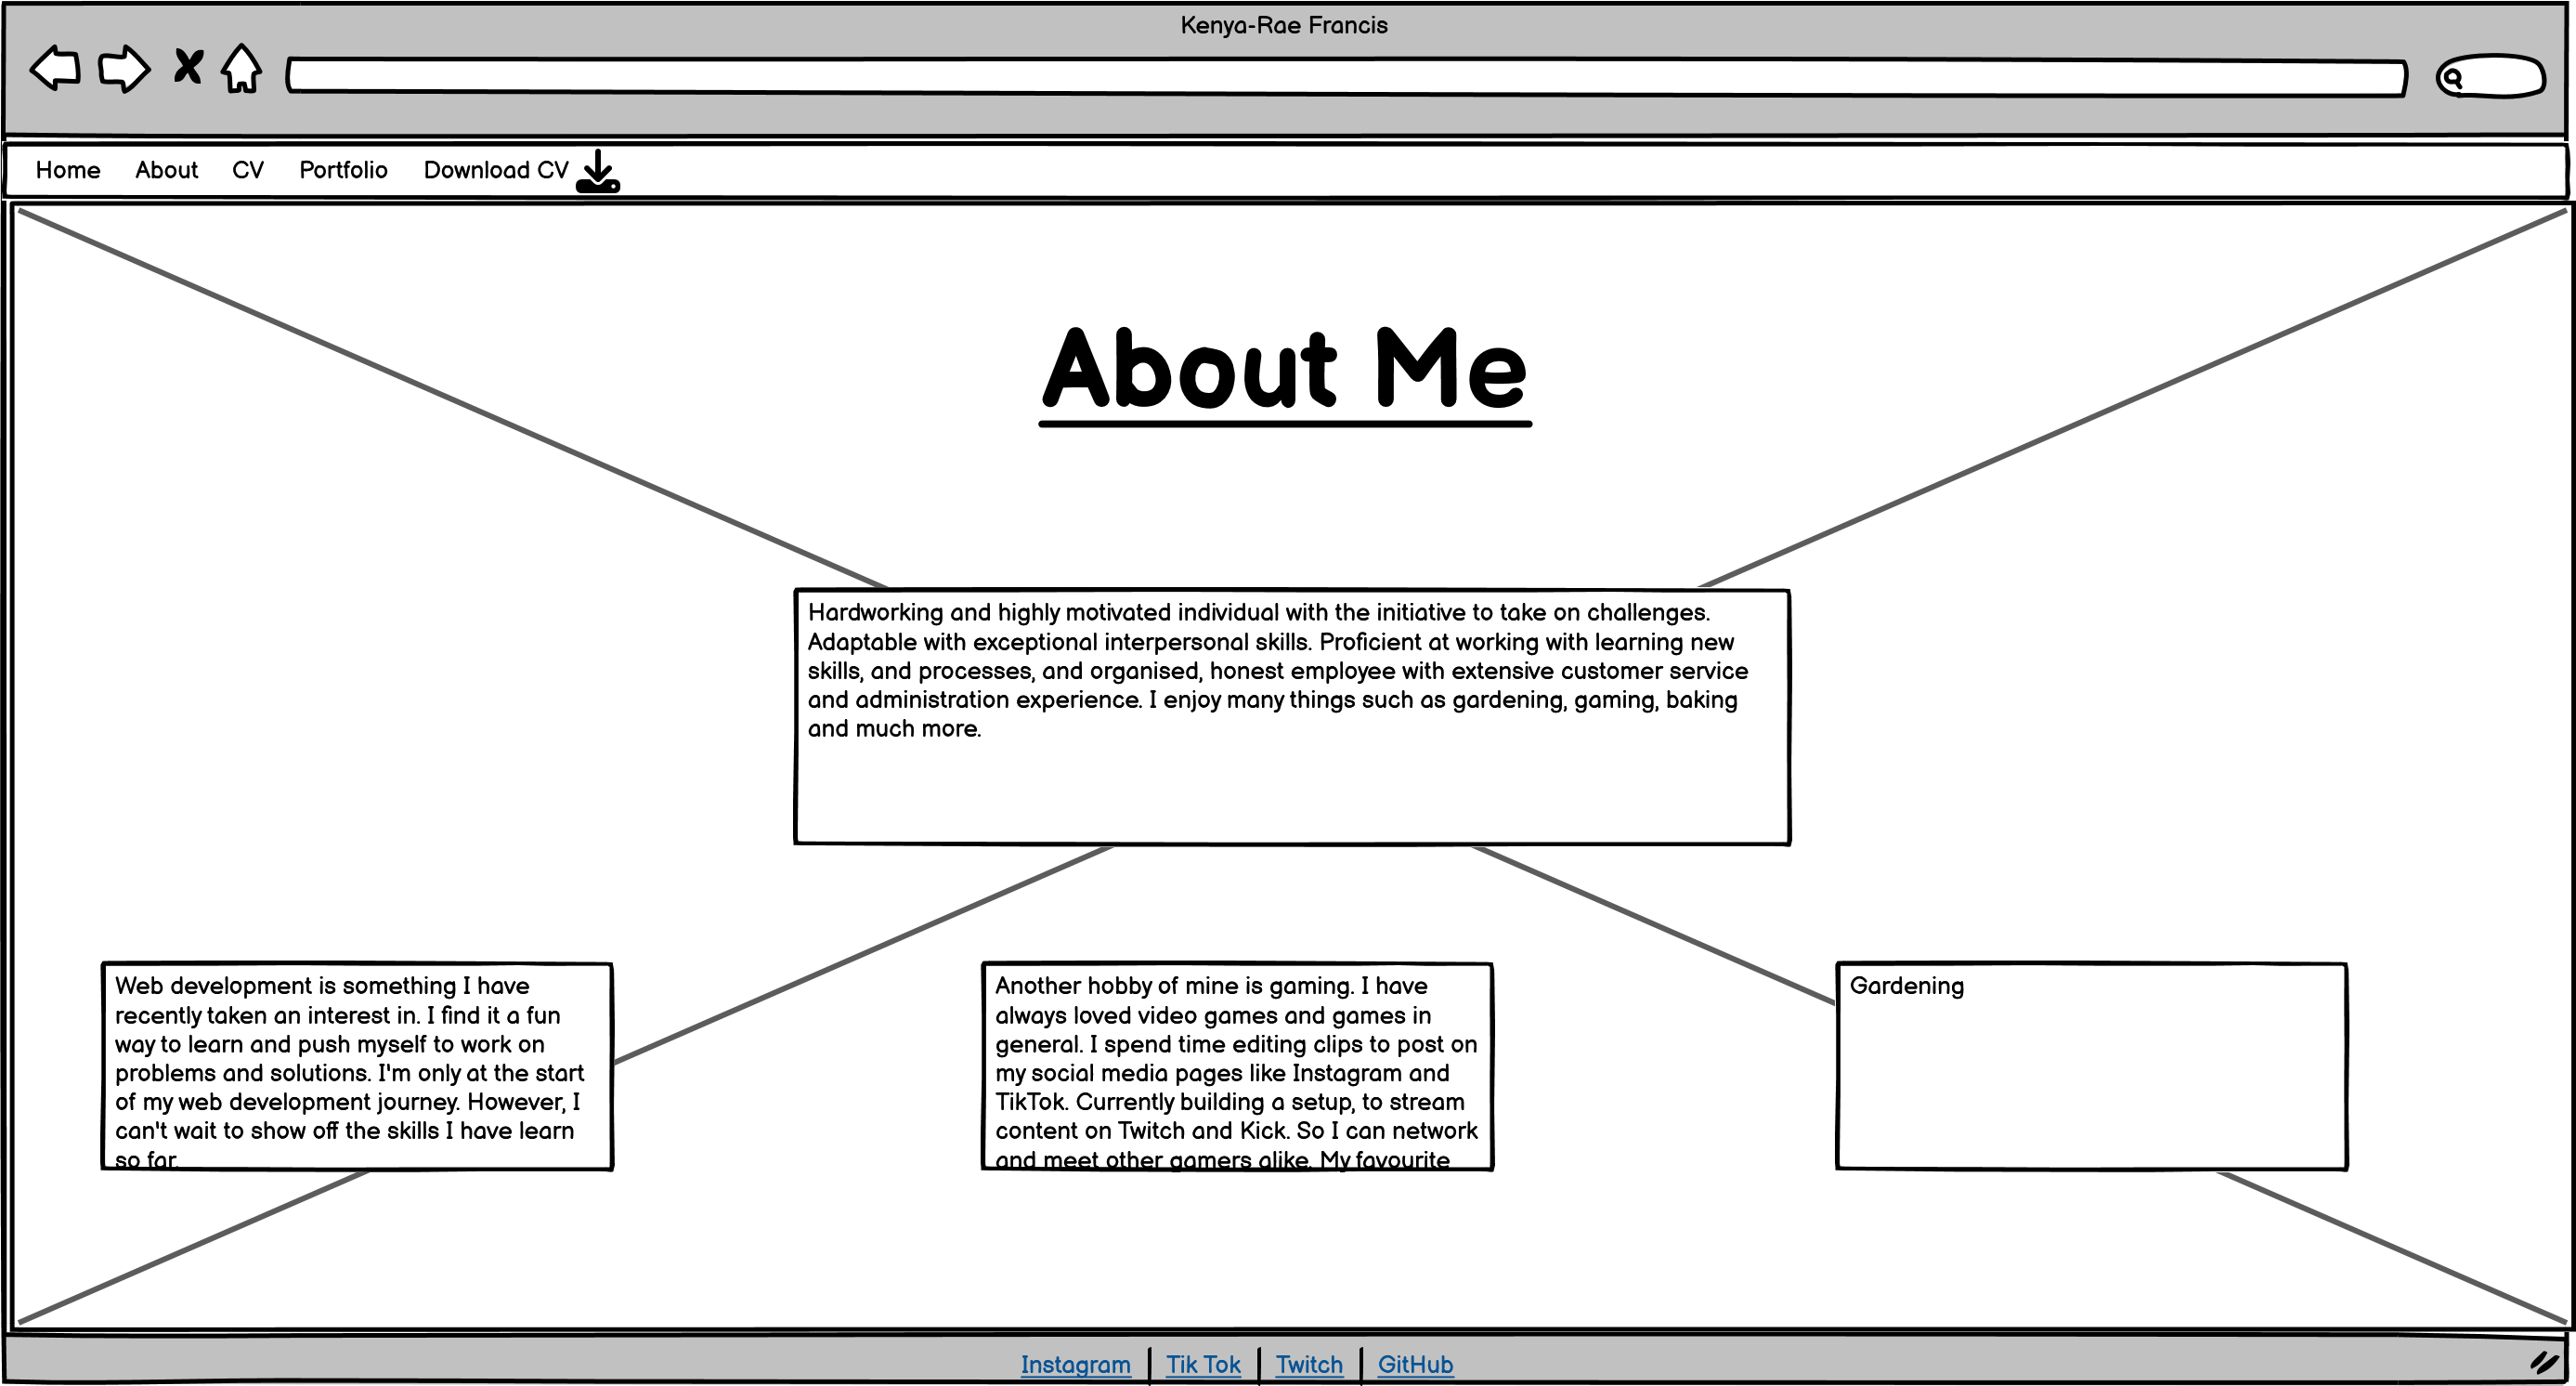 Kenya-Rae Francis
Home About CV Portfolio Download CV
About Me
Hardworking and highly motivated individual with the initiative to take on challenges.
Adaptable with exceptional interpersonal skills. Proficient at working with learning new
skills, and processes, and organised, honest employee with extensive customer service
and administration experience. I enjoy many things such as gardening, gaming, baking
and much more.
Web development is something I have
recently taken an interest in. I find it a fun
way to learn and push myself to work on
problems and solutions. I'm only at the start
of my web development journey. However, I
can't wait to show off the skills I have learn
so far.
Another hobby of mine is gaming. I have
always loved video games and games in
general. I spend time editing clips to post on
my social media pages like Instagram and
TikTok. Currently building a setup, to stream
content on Twitch and Kick. So I can network
and meet other gamers alike. My favourite
Gardening
Instagram | Tik Tok | Twitch | GitHub